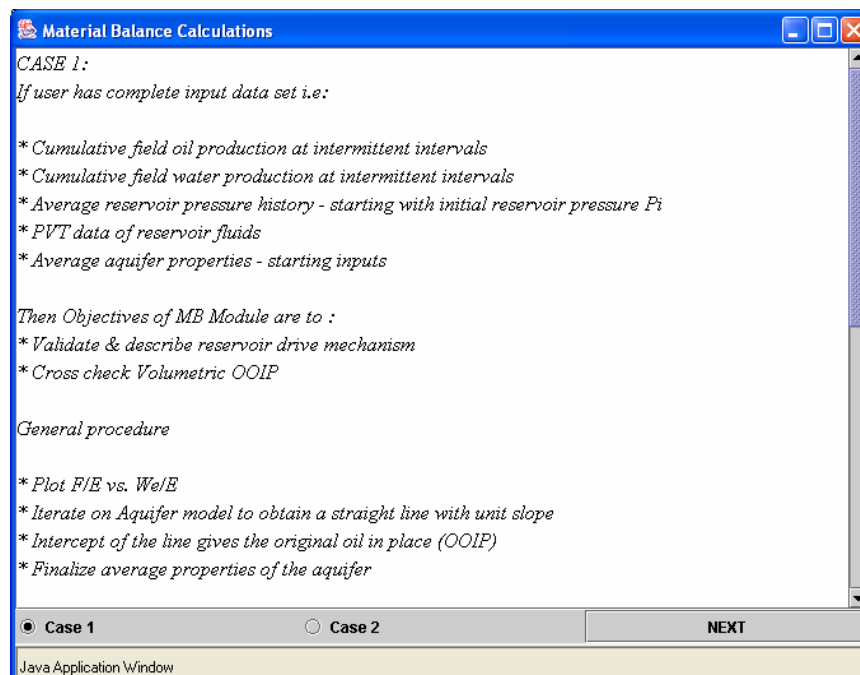 Material Balance Calculations
CASE 1:
If user has complete input data set i.e:
* Cumulative field oil production at intermittent intervals
* Cumulative field water production at intermittent intervals
* Average reservoir pressure history - starting with initial reservoir pressure Pi
* PVT data of reservoir fluids
* Average aquifer properties - starting inputs
Then Objectives of MB Module are to :
* Validate & describe reservoir drive mechanism
* Cross check Volumetric OOIP
General procedure
* Plot F/E vs. We/E
* Iterate on Aquifer model to obtain a straight line with unit slope
* Intercept of the line gives the original oil in place (OOIP)
* Finalize average properties of the aquifer
Case 1 Case 2 NEXT
Java Application Window